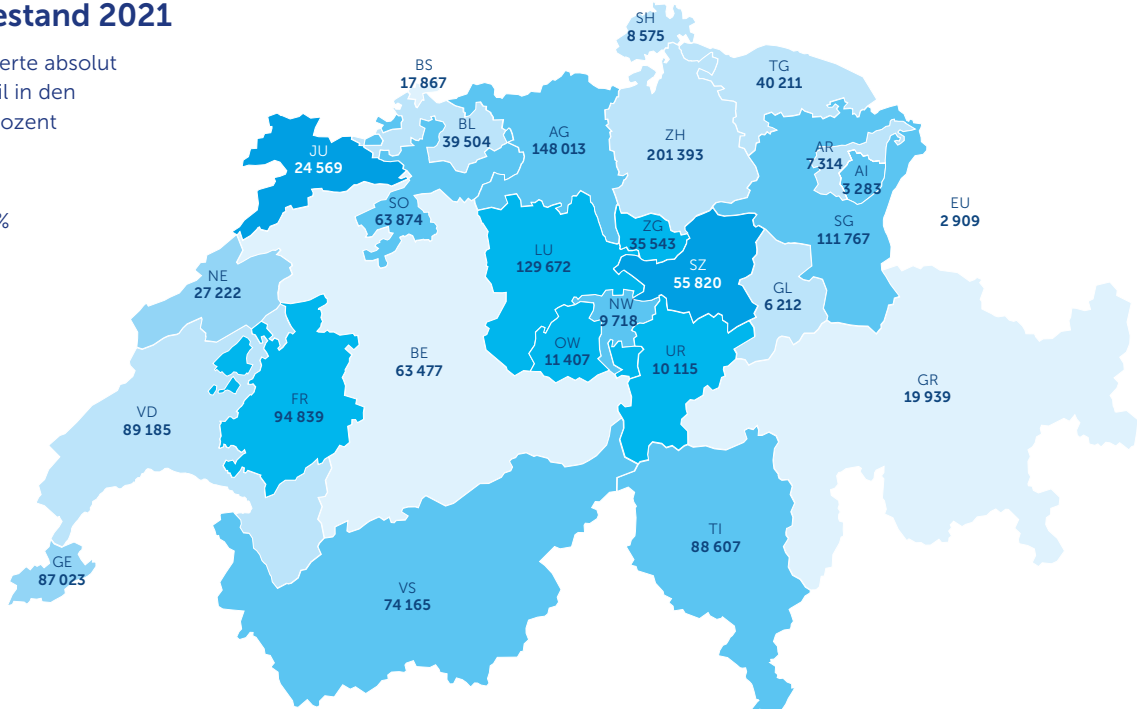 estand 2021
erte absolut
il in den
ozent
%
SH
8 575
BS
17 867
TG
40 211
BL
39 504
AG
148 013
ZH
201 393
JU
24 569
AR
7 314
AI
3 283
SO
63 874
EU
2 909
ZG
35 543
SG
111 767
LU
129 672
SZ
55 820
NE
27 222
GL
6 212
NW
9 718
OW
11 407
UR
10 115
BE
63 477
GR
19 939
FR
94 839
VD
89 185
TI
88 607
GE
87 023
VS
74 165